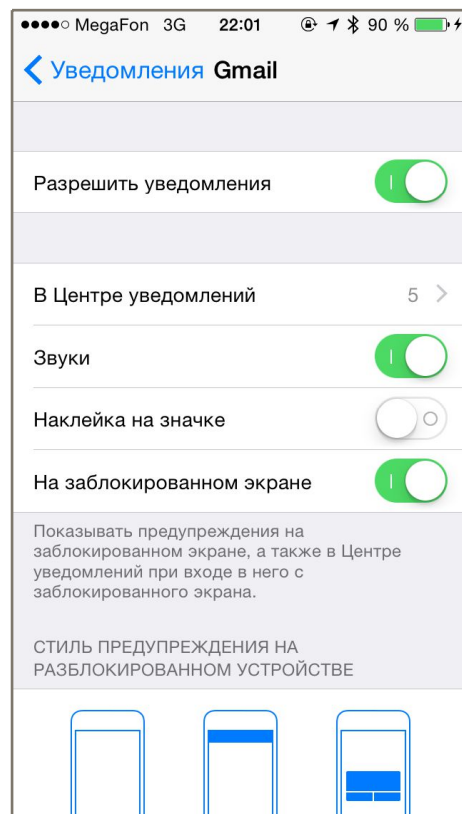 MegaFon 3G 22:01 90 %
Уведомления Gmail
Разрешить уведомления
В Центре уведомлений 5
Звуки
Наклейка на значке
На заблокированном экране
Показывать предупреждения на
заблокированном экране, а также в Центре
уведомлений при входе в него с
заблокированного экрана.
СТИЛЬ ПРЕДУПРЕЖДЕНИЯ НА
РАЗБЛОКИРОВАННОМ УСТРОЙСТВЕ